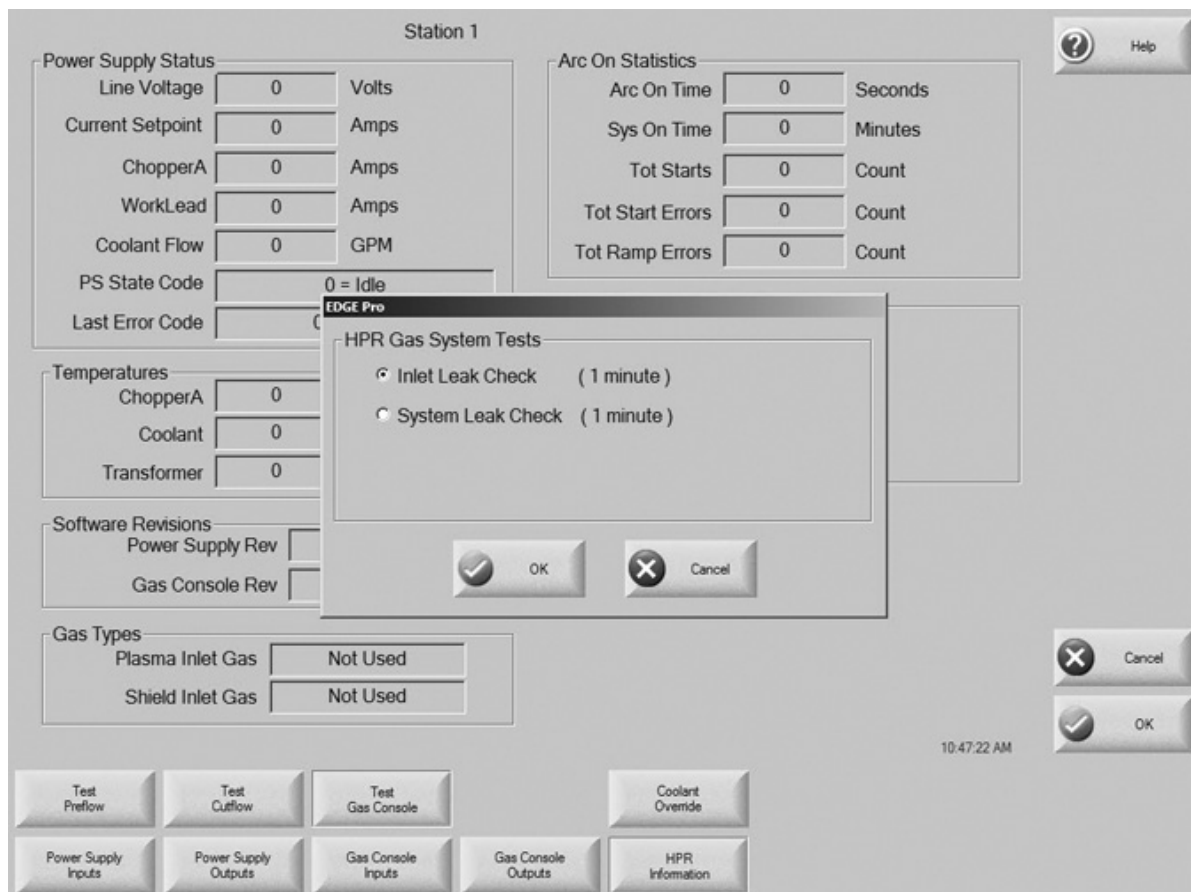 Station 1
Help
Power Supply Status
Line Voltage 0 Volts
Current Setpoint 0 Amps
ChopperA 0 Amps
WorkLead 0 Amps
Coolant Flow 0 GPM
PS State Code 0 = Idle
Last Error Code 0
Arc On Statistics
Arc On Time 0 Seconds
Sys On Time 0 Minutes
Tot Starts 0 Count
Tot Start Errors 0 Count
Tot Ramp Errors 0 Count
EDGE Pro
HPR Gas System Tests
Inlet Leak Check ( 1 minute )
System Leak Check ( 1 minute )
OK
Cancel
Temperatures
ChopperA 0
Coolant 0
Transformer 0
Software Revisions
Power Supply Rev
Gas Console Rev
Gas Types
Plasma Inlet Gas Not Used
Shield Inlet Gas Not Used
Cancel
OK
10:47:22 AM
Test
Preflow
Test
Cutflow
Test
Gas Console
Coolant
Override
Power Supply
Inputs
Power Supply
Outputs
Gas Console
Inputs
Gas Console
Outputs
HPR
Information